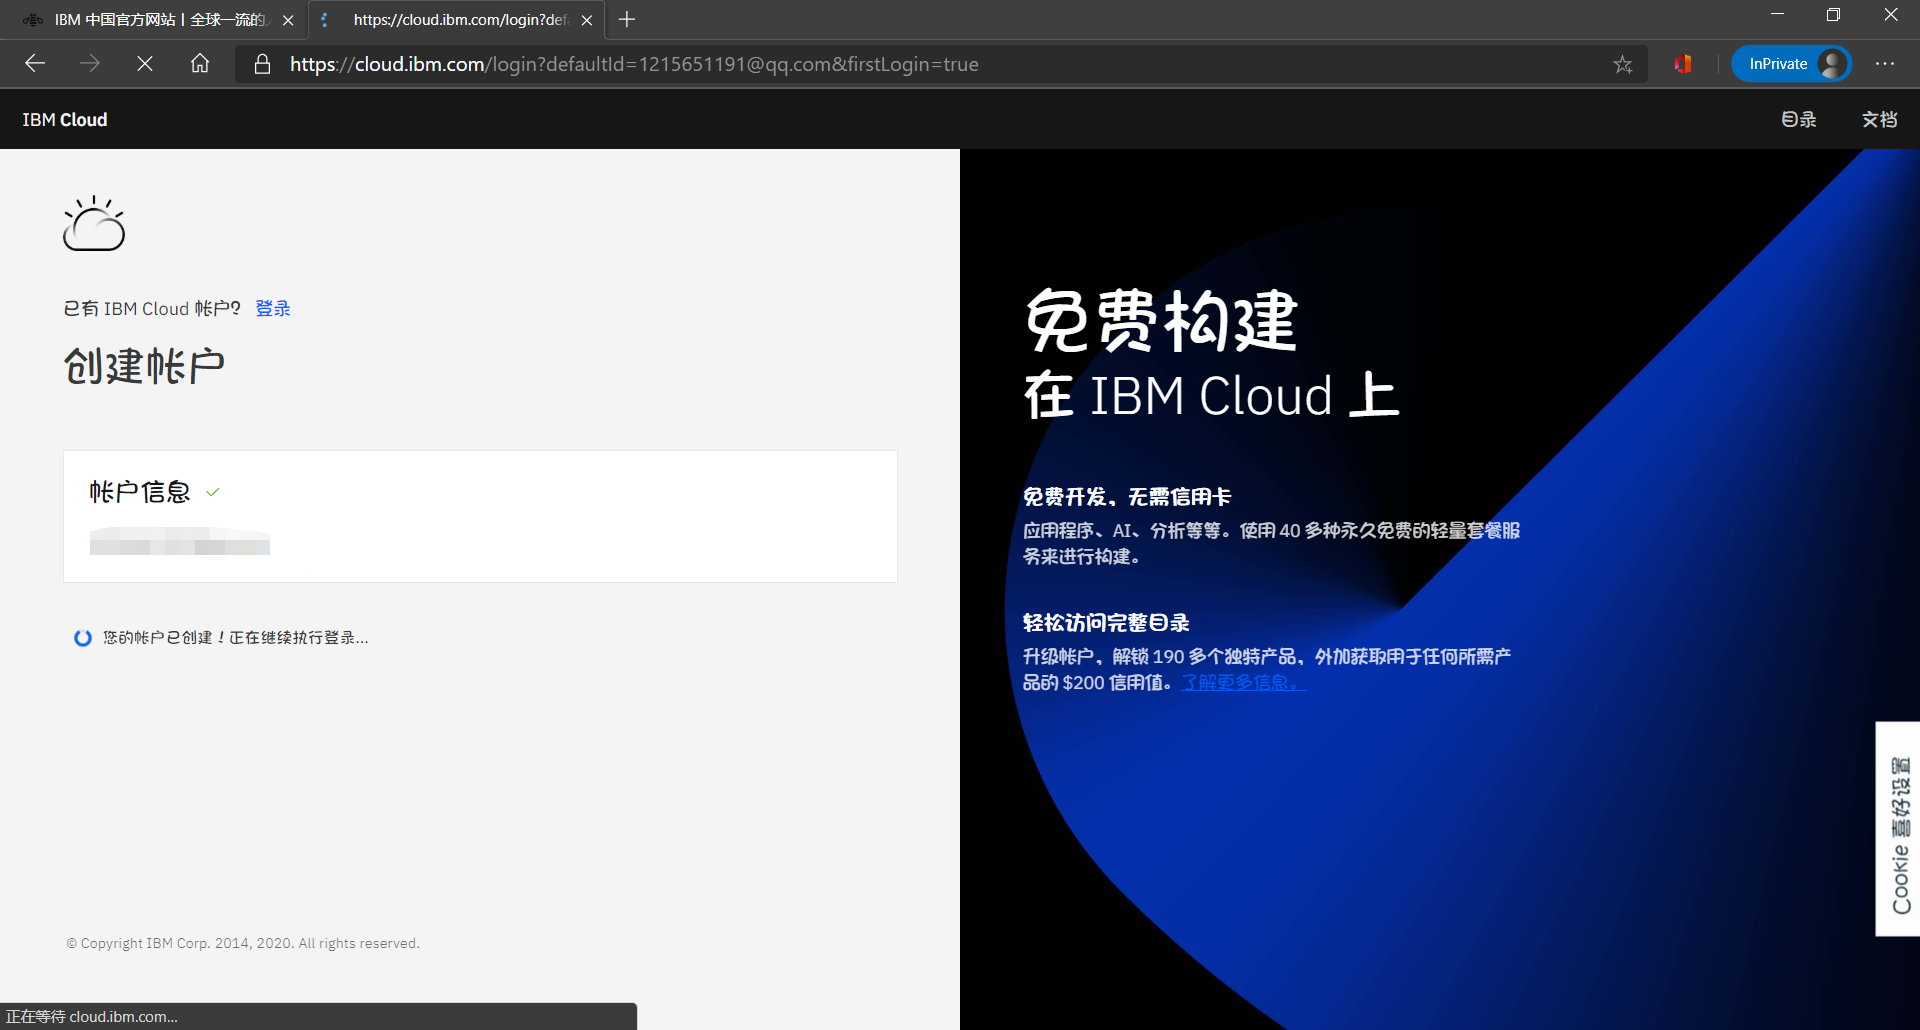 IBM 中国官方网站丨全球一流的
https://cloud.ibm.com/login?def
https://cloud.ibm.com/login?defaultId=1215651191@qq.com&firstLogin=true
InPrivate
IBM Cloud
目录
文档
已有 IBM Cloud 帐户? 登录
创建帐户
帐户信息
您的帐户已创建！正在继续执行登录...
© Copyright IBM Corp. 2014, 2020. All rights reserved.
正在等待 cloud.ibm.com...
免费构建
在 IBM Cloud 上
免费开发，无需信用卡
应用程序、AI、分析等等。使用 40 多种永久免费的轻量套餐服
务来进行构建。
轻松访问完整目录
升级帐户，解锁 190 多个独特产品，外加获取用于任何所需产
品的 $200 信用值。了解更多信息。
Cookie 喜好设置